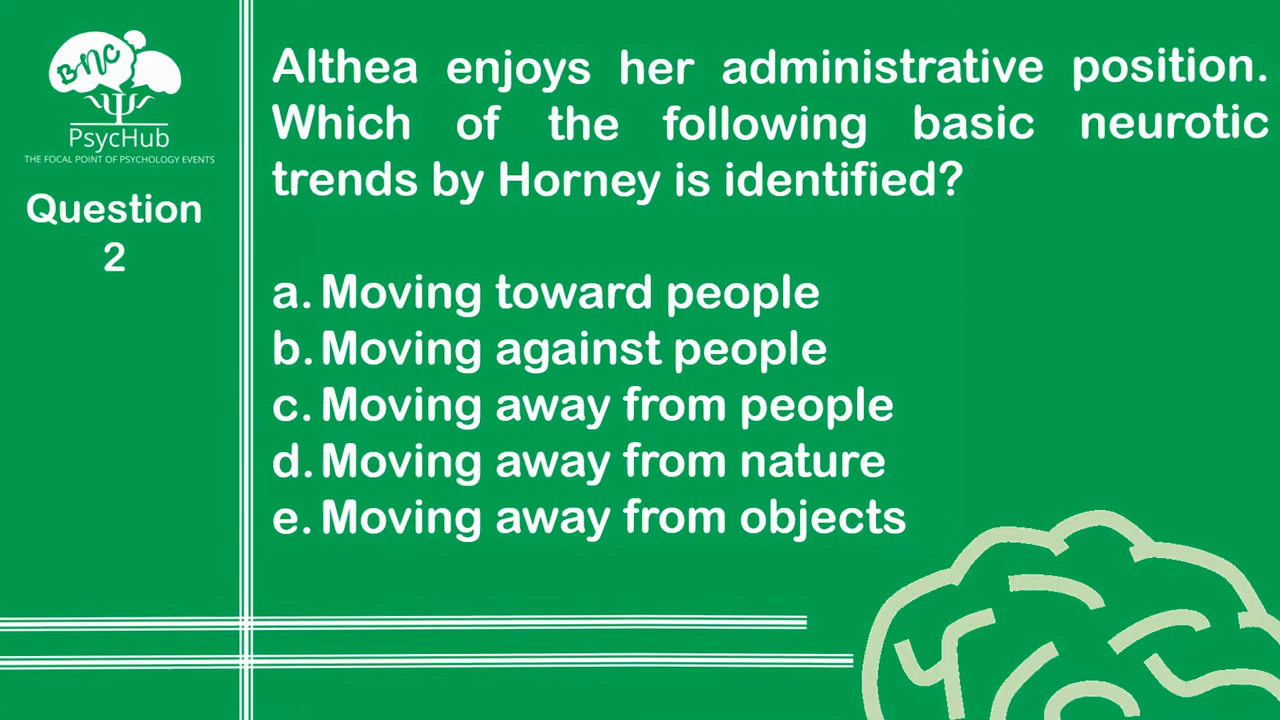 BNC
PsycHub
THE FOCAL POINT OF PSYCHOLOGY EVENTS
Question
2
Althea enjoys her administrative position.
Which of the following basic neurotic
trends by Horney is identified?
a. Moving toward people
b. Moving against people
c. Moving away from people
d. Moving away from nature
e. Moving away from objects